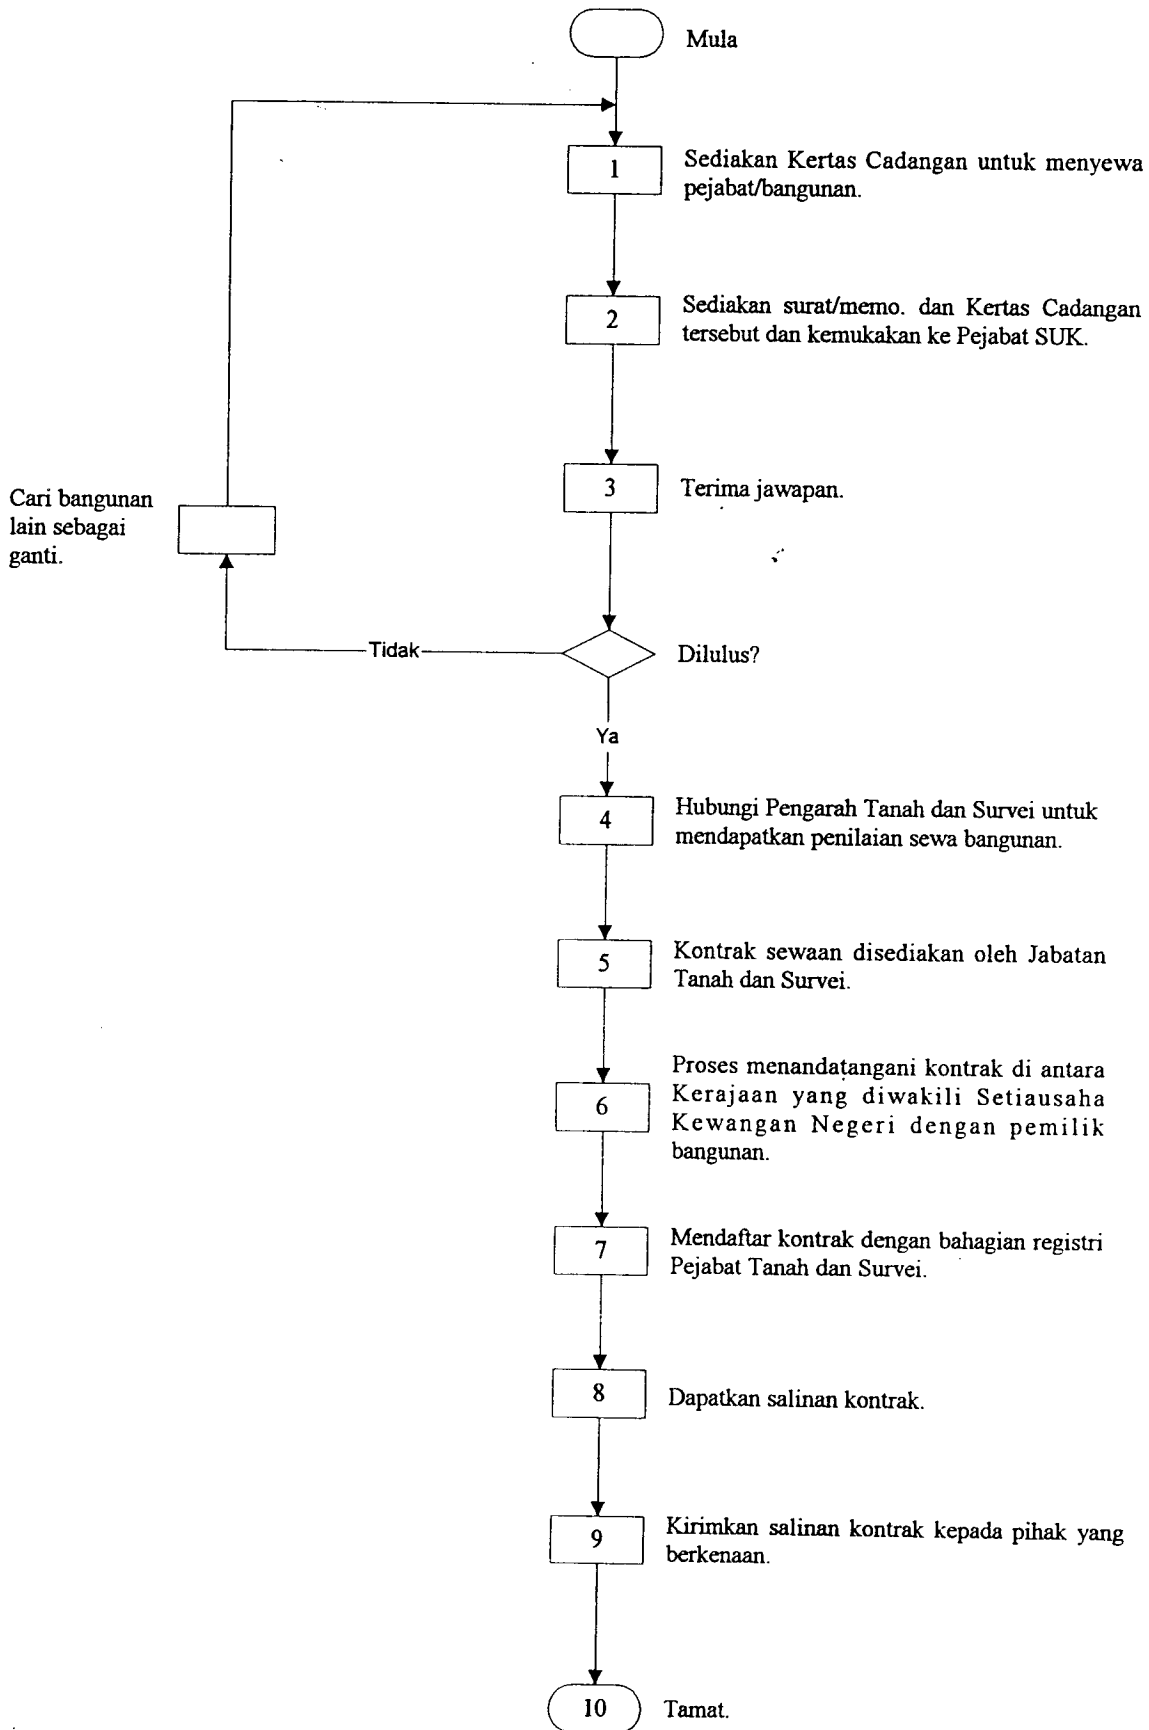 Mula
1
Sediakan Kertas Cadangan untuk menyewa
pejabat/bangunan.
2
Sediakan surat/memo. dan Kertas Cadangan
tersebut dan kemukakan ke Pejabat SUK.
3
Terima jawapan.
Cari bangunan
lain sebagai
ganti.
Tidak
Dilulus?
Ya
4
Hubungi Pengarah Tanah dan Survei untuk
mendapatkan penilaian sewa bangunan.
5
Kontrak sewaan disediakan oleh Jabatan
Tanah dan Survei.
6
Proses menandatangani kontrak di antara
Kerajaan yang diwakili Setiausaha
Kewangan Negeri dengan pemilik
bangunan.
7
Mendaftar kontrak dengan bahagian registri
Pejabat Tanah dan Survei.
8
Dapatkan salinan kontrak.
9
Kirimkan salinan kontrak kepada pihak yang
berkenaan.
10
Tamat.